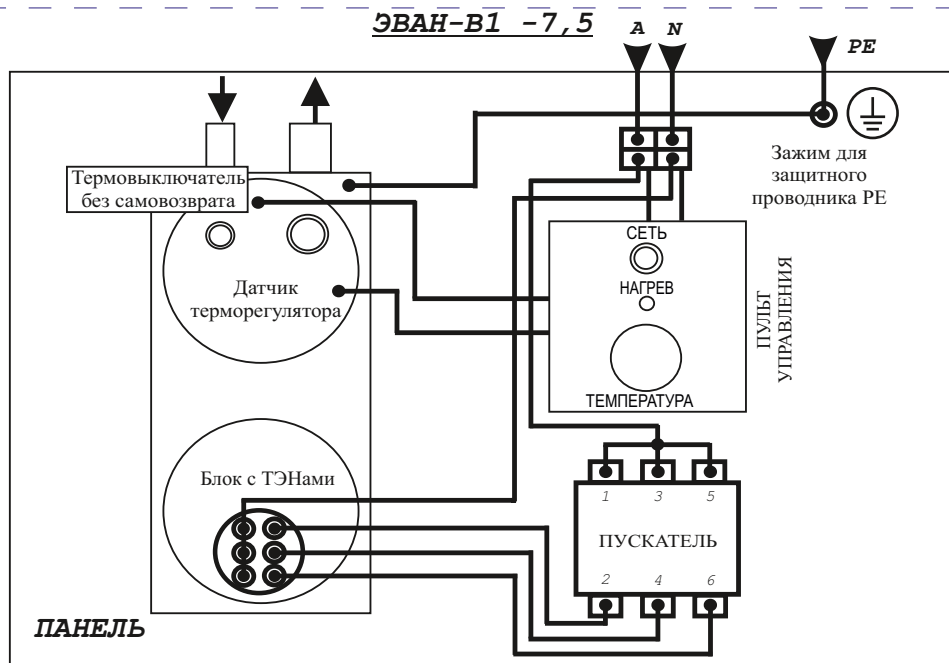 ЭВАН-В1 -7,5
A N
PE
Зажим для
защитного
проводника РЕ
Термовыключатель
без самовозврата
Датчик
терморегулятора
СЕТЬ
НАГРЕВ
ТЕМПЕРАТУРА
ПУЛЬТ
УПРАВЛЕНИЯ
Блок с ТЭНами
1 3 5
ПУСКАТЕЛЬ
2 4 6
ПАНЕЛЬ